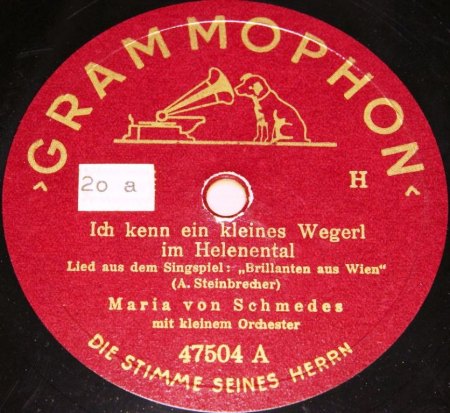 ›GRAMMOPHON‹
20 a
H
Ich kenn ein kleines Wegerl
im Helenental
Lied aus dem Singspiel: „Brillanten aus Wien“
(A. Steinbrecher)
Maria von Schmedes
mit kleinem Orchester
47504 A
DIE STIMME SEINES HERRN